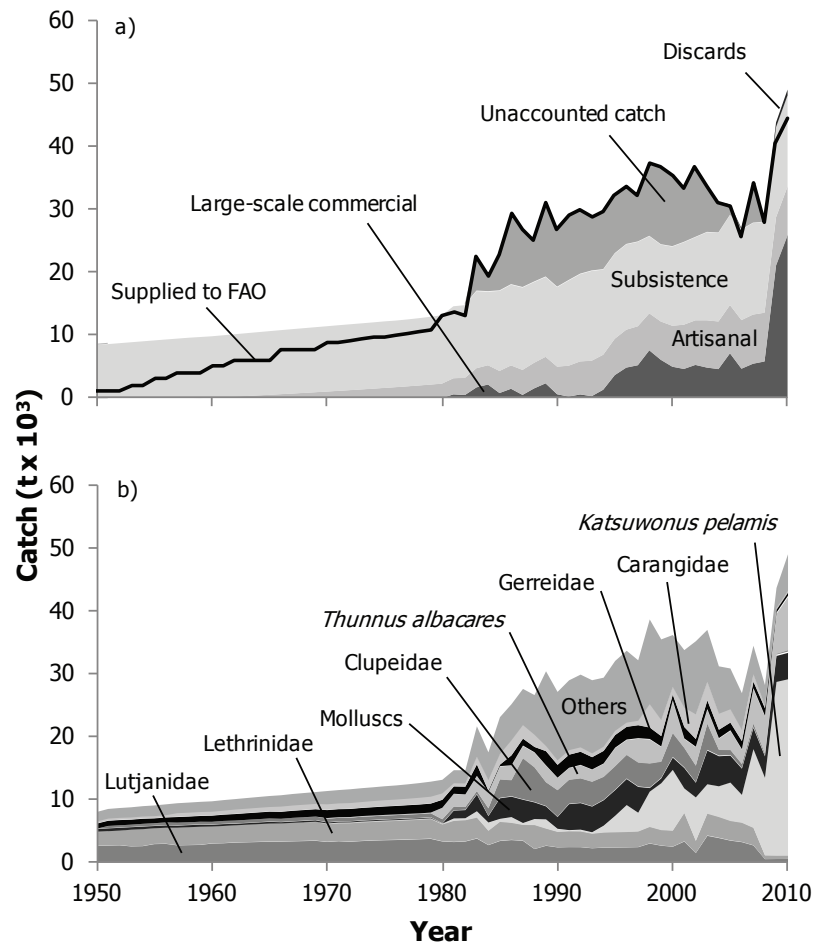 60
a)
Discards
50
Unaccounted catch
40
Large-scale commercial
30
Supplied to FAO
Subsistence
20
Artisanal
10
0
Catch (t x 10³)
60
b)
Katsuwonus pelamis
50
Carangidae
Gerreidae
40
Thunnus albacares
Clupeidae
30
Molluscs
Others
Lethrinidae
20
Lutjanidae
10
0
1950 1960 1970 1980 1990 2000 2010
Year